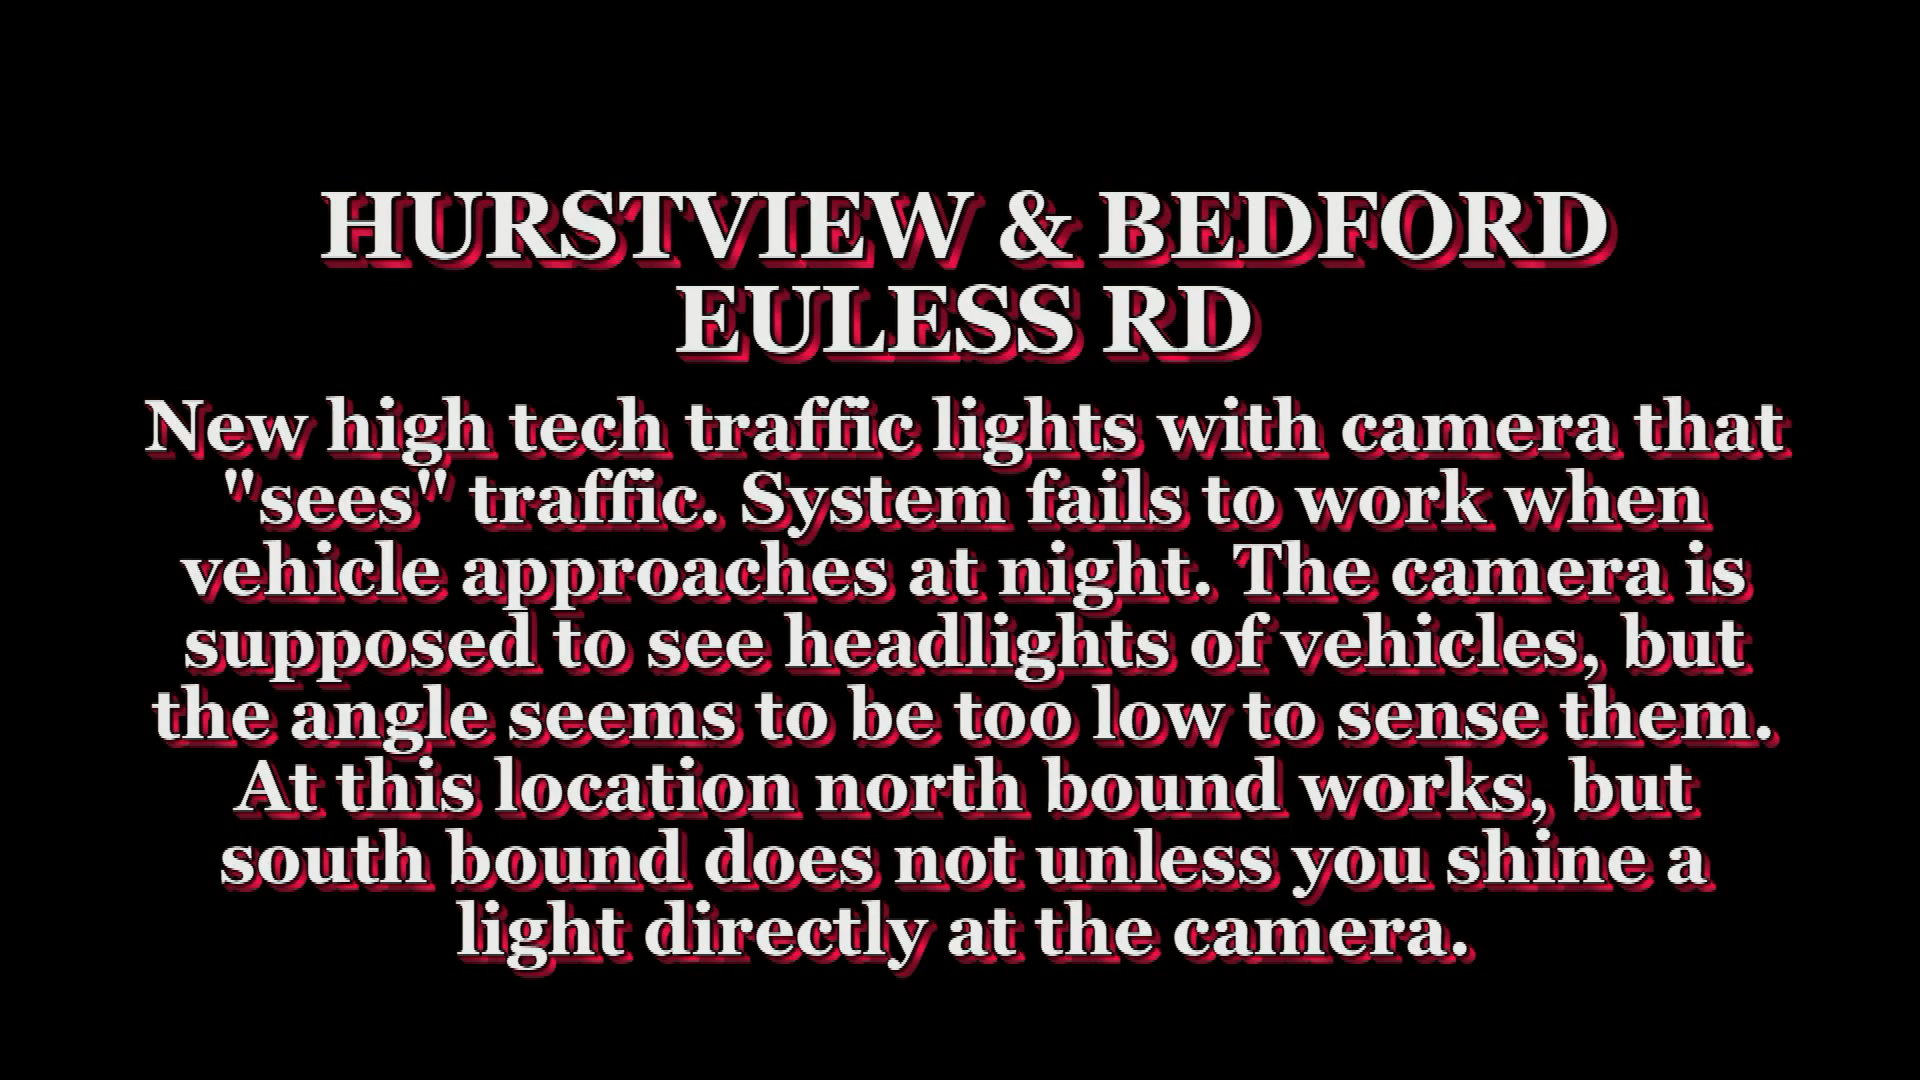 HURSTVIEW & BEDFORD
EULESS RD
New high tech traffic lights with camera that
"sees" traffic. System fails to work when
vehicle approaches at night. The camera is
supposed to see headlights of vehicles, but
the angle seems to be too low to sense them.
At this location north bound works, but
south bound does not unless you shine a
light directly at the camera.